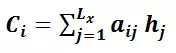 C_i = \sum_{j=1}^{L_x} a_{ij} h_j